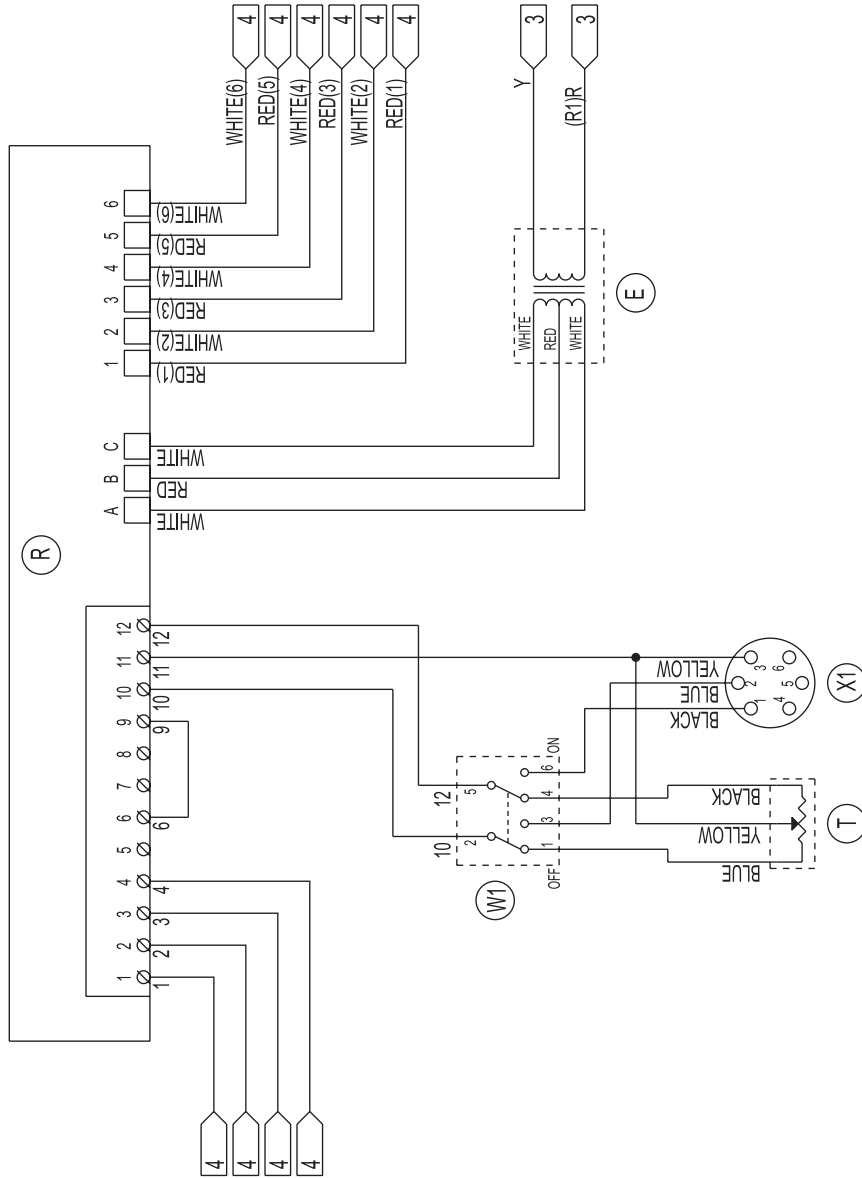 R
1 2 3 4 5 6 7 8 9 10 11 12
1 2 3 4 6 9 10 11 12
A B C
WHITE RED WHITE
1 2 3 4 5 6
RED(1) WHITE(2) RED(3) WHITE(4) RED(5) WHITE(6)
4
4
4
4
WHITE(6) 4
RED(5) 4
WHITE(4) 4
RED(3) 4
WHITE(2) 4
RED(1) 4
Y 3
(R1)R 3
WHITE
RED
WHITE
E
10 12
2 5
1 3 4 6
OFF ON
W1
BLUE YELLOW BLACK
T
BLACK BLUE YELLOW
1 2 3
4 5 6
X1